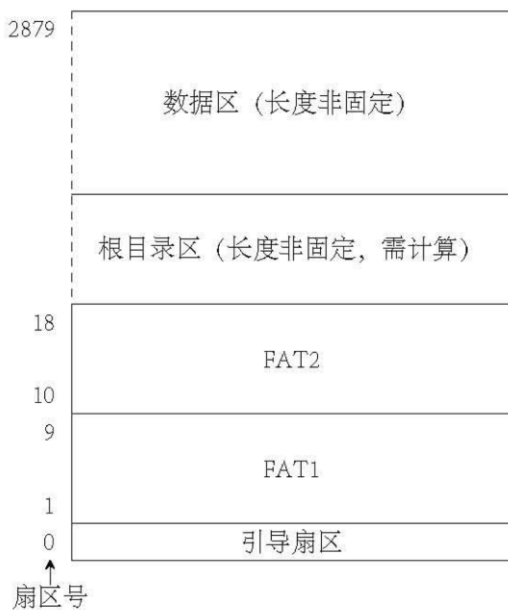 2879
数据区（长度非固定）
根目录区（长度非固定，需计算）
18
FAT2
10
9
FAT1
1
0
引导扇区
扇区号